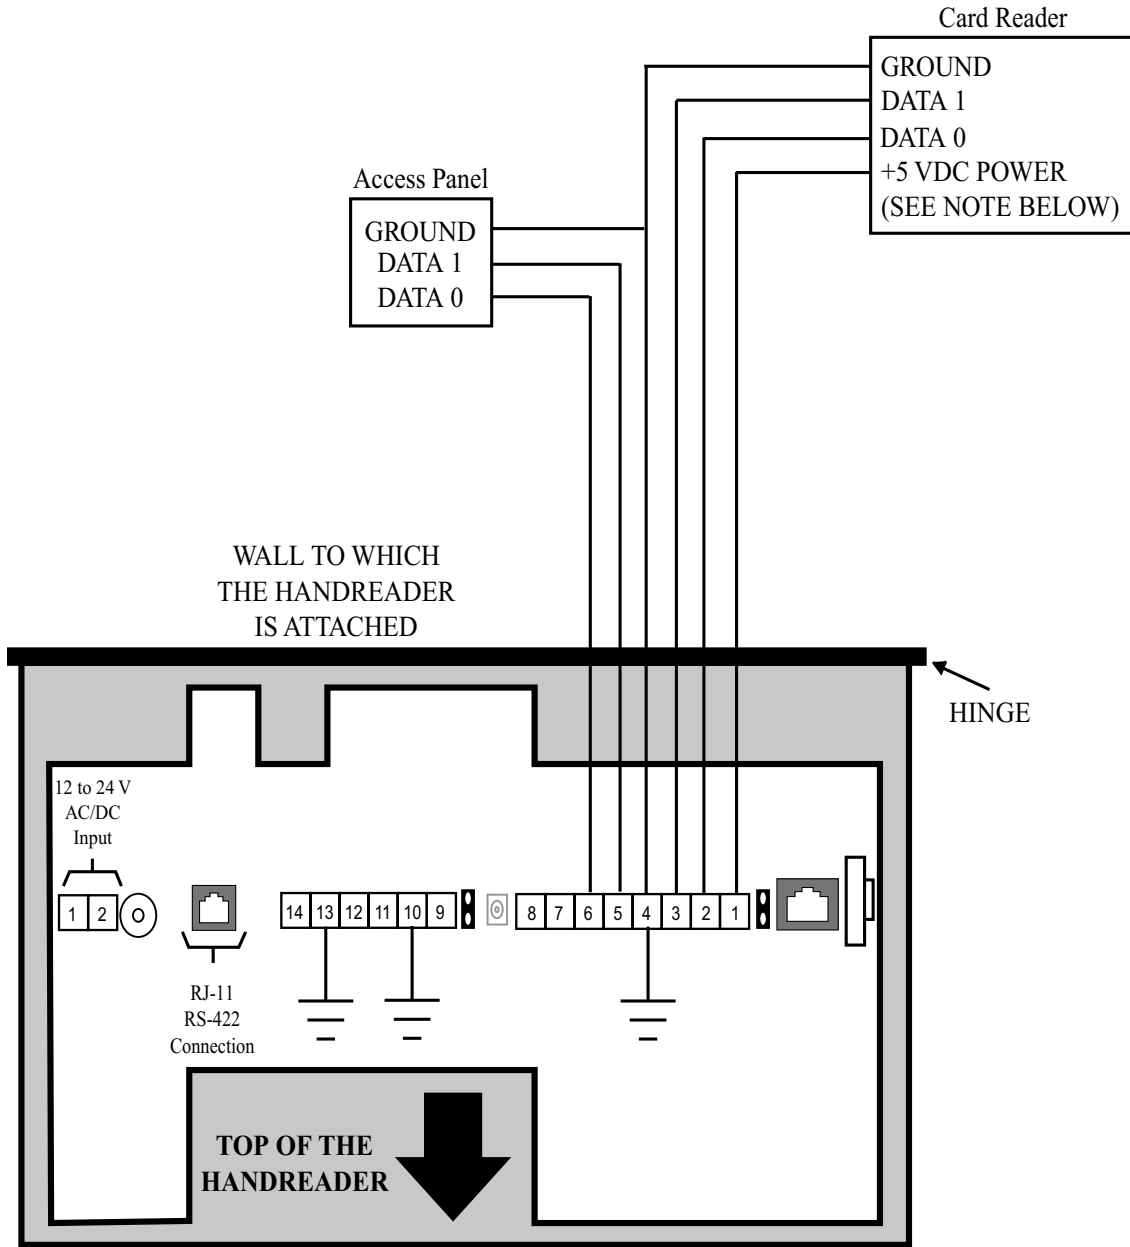 Card Reader
GROUND
DATA 1
DATA 0
+5 VDC POWER
(SEE NOTE BELOW)
Access Panel
GROUND
DATA 1
DATA 0
WALL TO WHICH
THE HANDREADER
IS ATTACHED
HINGE
12 to 24 V
AC/DC
Input
1 2
14 13 12 11 10 9
8 7 6 5 4 3 2 1
RJ-11
RS-422
Connection
TOP OF THE
HANDREADER